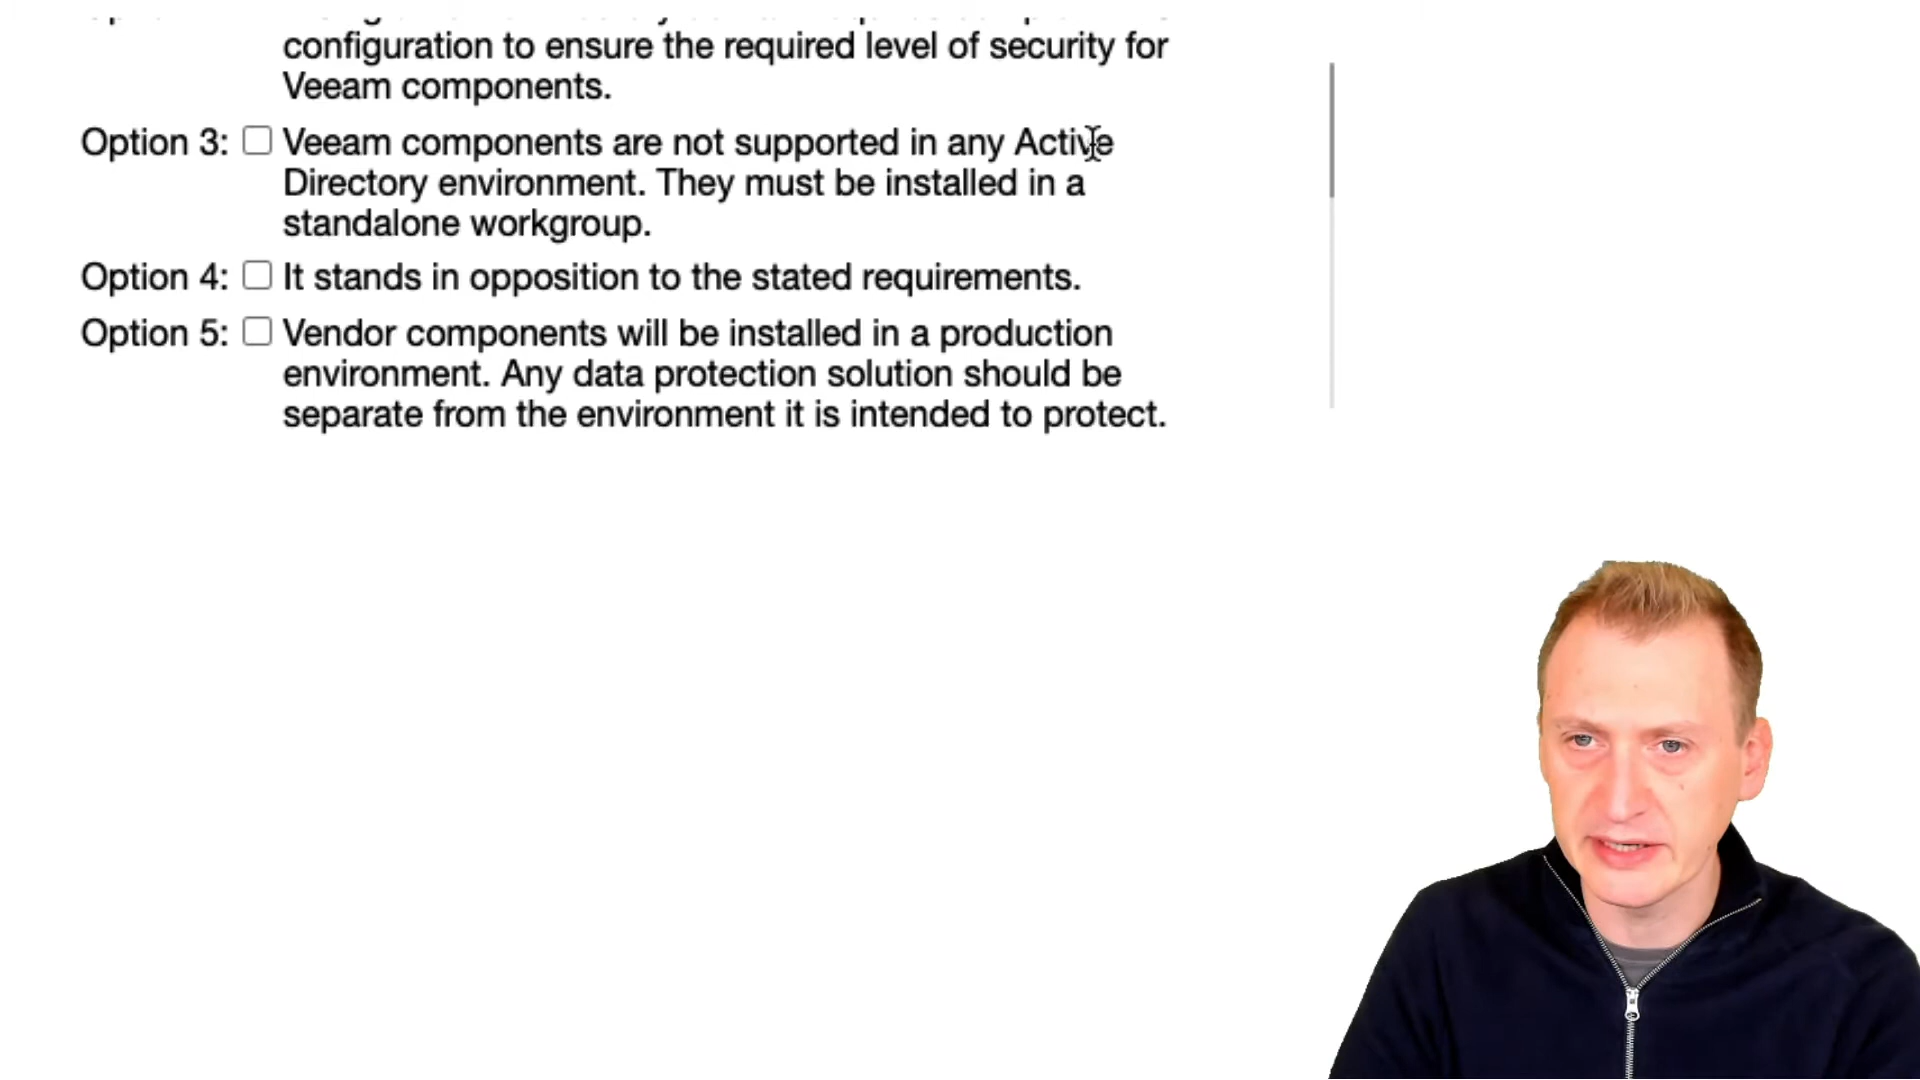 configuration to ensure the required level of security for
Veeam components.
Option 3: Veeam components are not supported in any Active
Directory environment. They must be installed in a
standalone workgroup.
Option 4: It stands in opposition to the stated requirements.
Option 5: Vendor components will be installed in a production
environment. Any data protection solution should be
separate from the environment it is intended to protect.